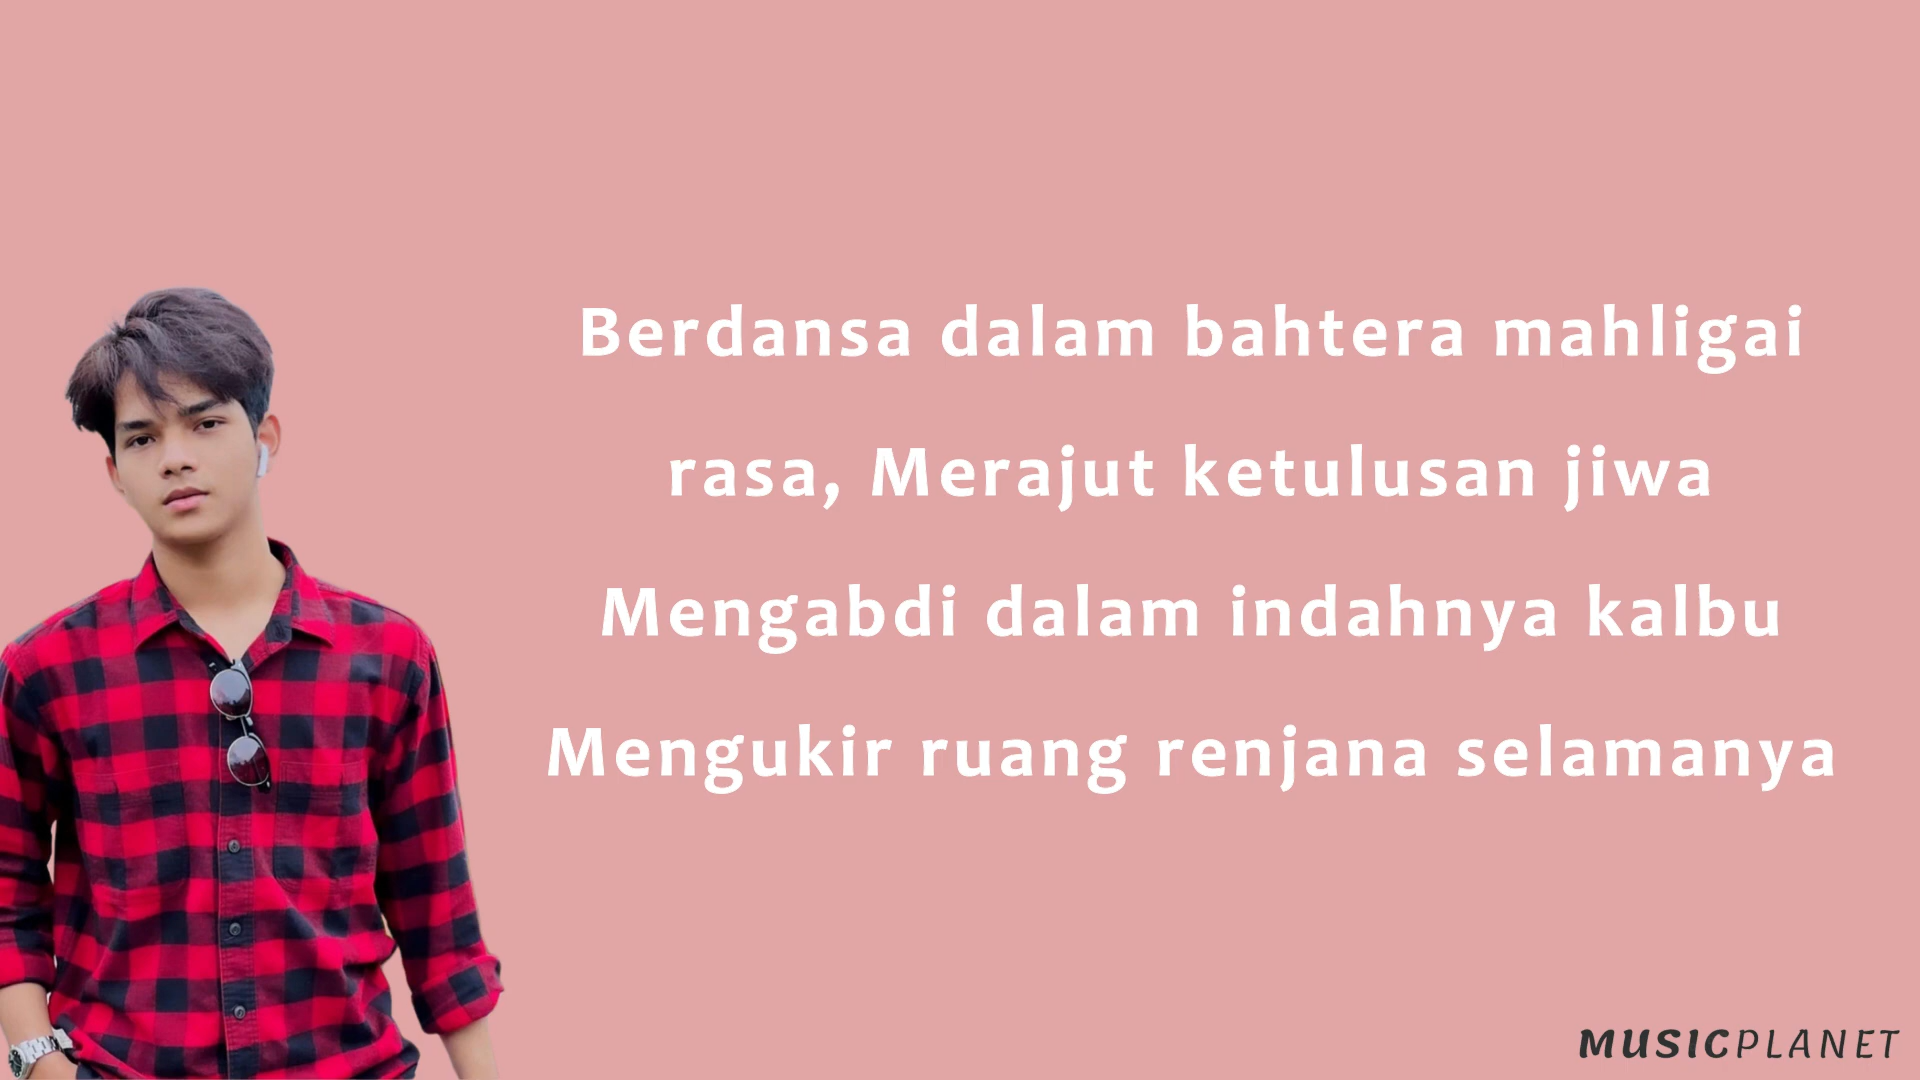 Berdansa dalam bahtera mahligai
rasa, Merajut ketulusan jiwa
Mengabdi dalam indahnya kalbu
Mengukir ruang renjana selamanya
MUSICPLANET